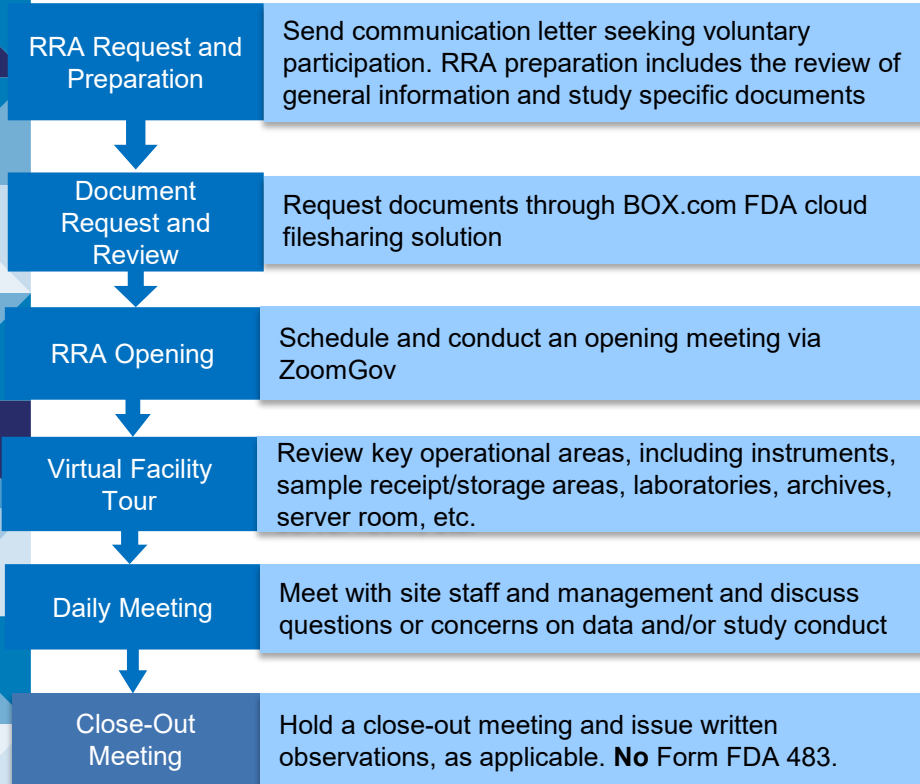 RRA Request and
Preparation
Send communication letter seeking voluntary
participation. RRA preparation includes the review of
general information and study specific documents
Document
Request and
Review
Request documents through BOX.com FDA cloud
filesharing solution
RRA Opening
Schedule and conduct an opening meeting via
ZoomGov
Virtual Facility
Tour
Review key operational areas, including instruments,
sample receipt/storage areas, laboratories, archives,
server room, etc.
Daily Meeting
Meet with site staff and management and discuss
questions or concerns on data and/or study conduct
Close-Out
Meeting
Hold a close-out meeting and issue written
observations, as applicable. No Form FDA 483.